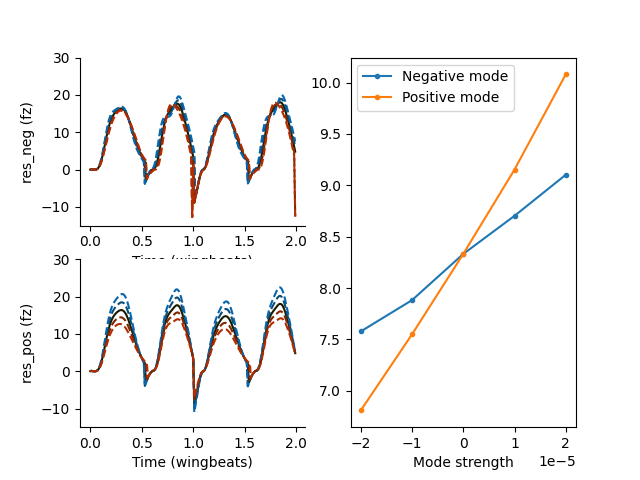 30
20
10
0
−10
res_neg (fz)
0.0 0.5 1.0 1.5 2.0
Time (wingbeats)
30
20
10
0
−10
res_pos (fz)
0.0 0.5 1.0 1.5 2.0
Time (wingbeats)
Negative mode
Positive mode
10.0
9.5
9.0
8.5
8.0
7.5
7.0
−2 −1 0 1 2
Mode strength 1e−5